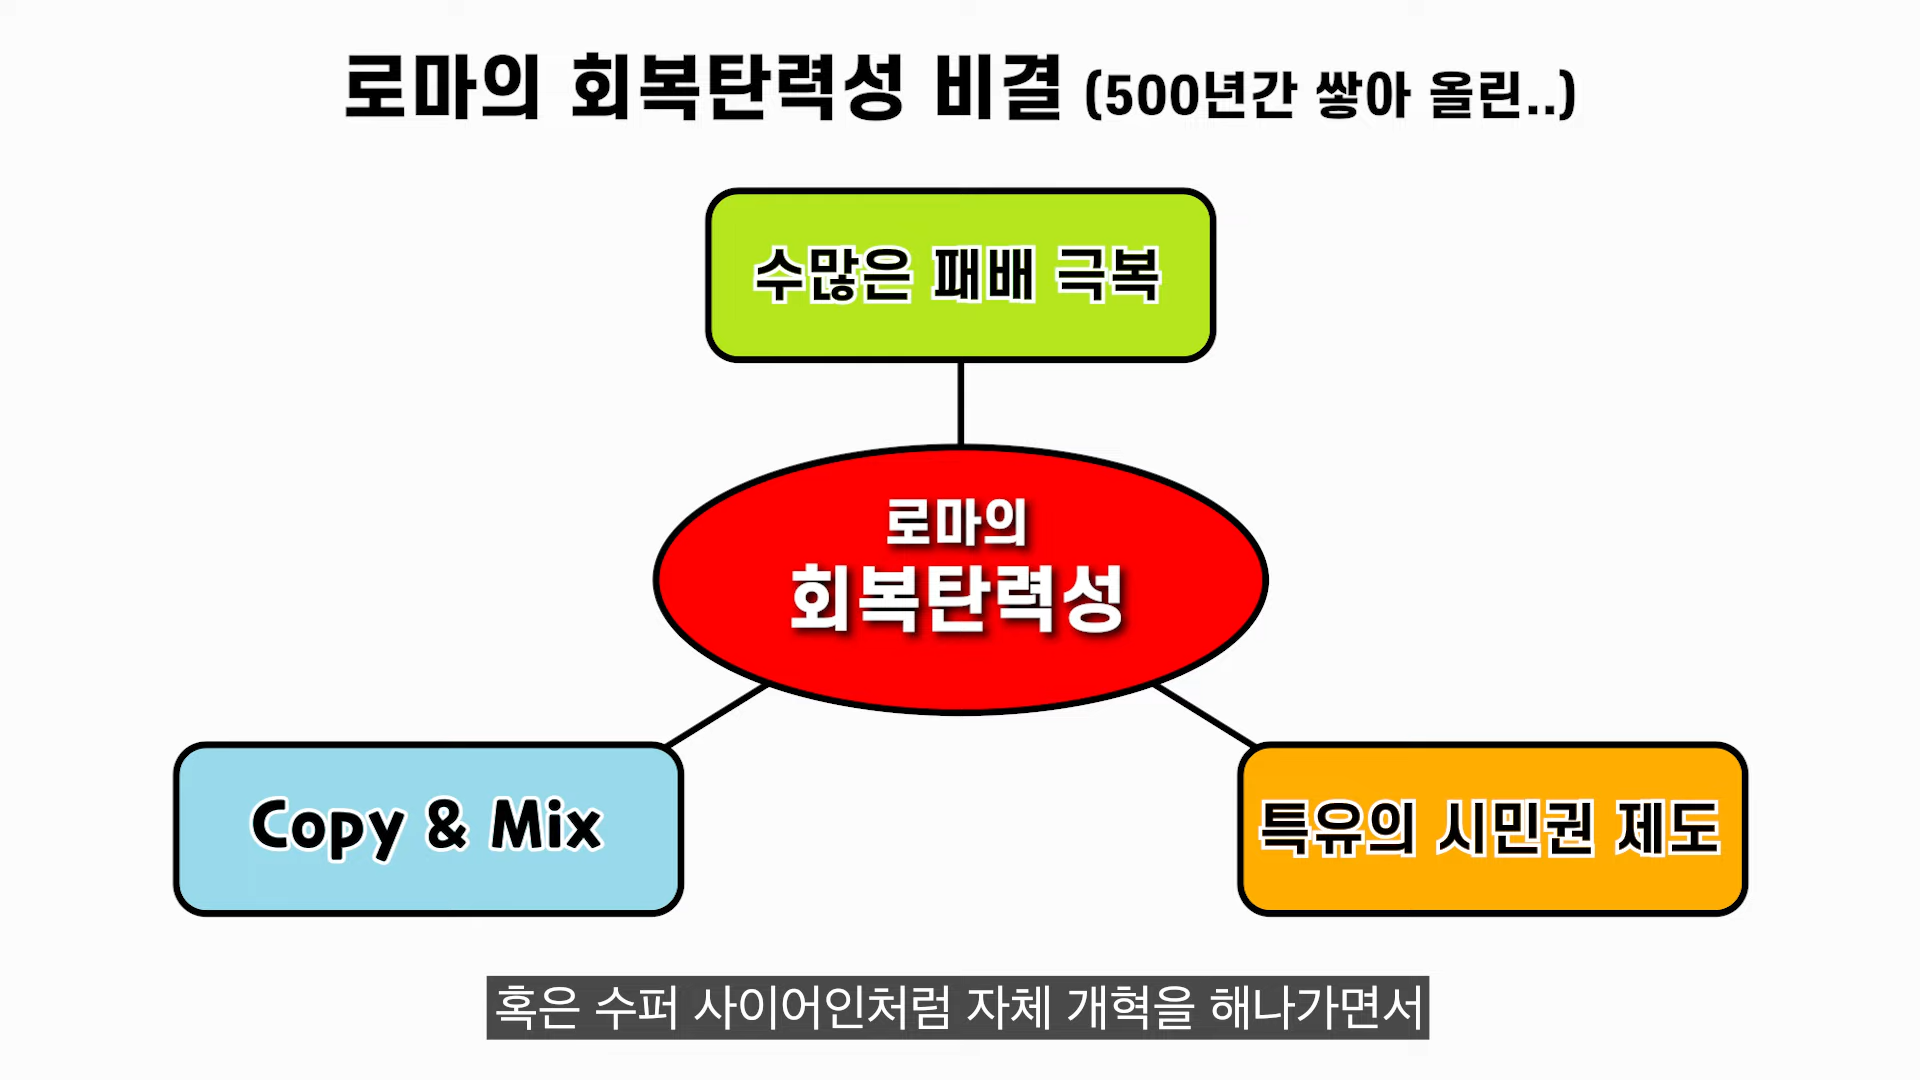 로마의 회복탄력성 비결 (500년간 쌓아 올린..)
수많은 패배 극복
로마의
회복탄력성
Copy & Mix
특유의 시민권 제도
혹은 수퍼 사이어인처럼 자체 개혁을 해나가면서